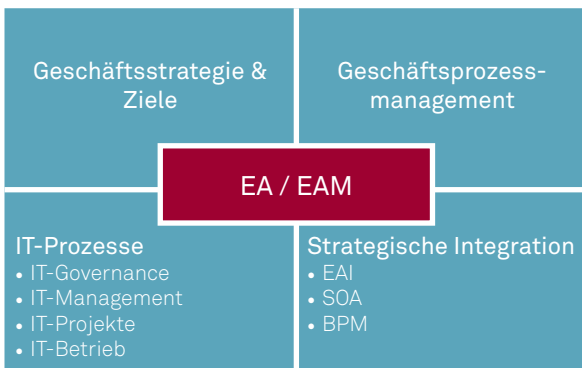 Geschäftsstrategie &
Ziele
Geschäftsprozess-
management
EA / EAM
IT-Prozesse
• IT-Governance
• IT-Management
• IT-Projekte
• IT-Betrieb
Strategische Integration
• EAI
• SOA
• BPM